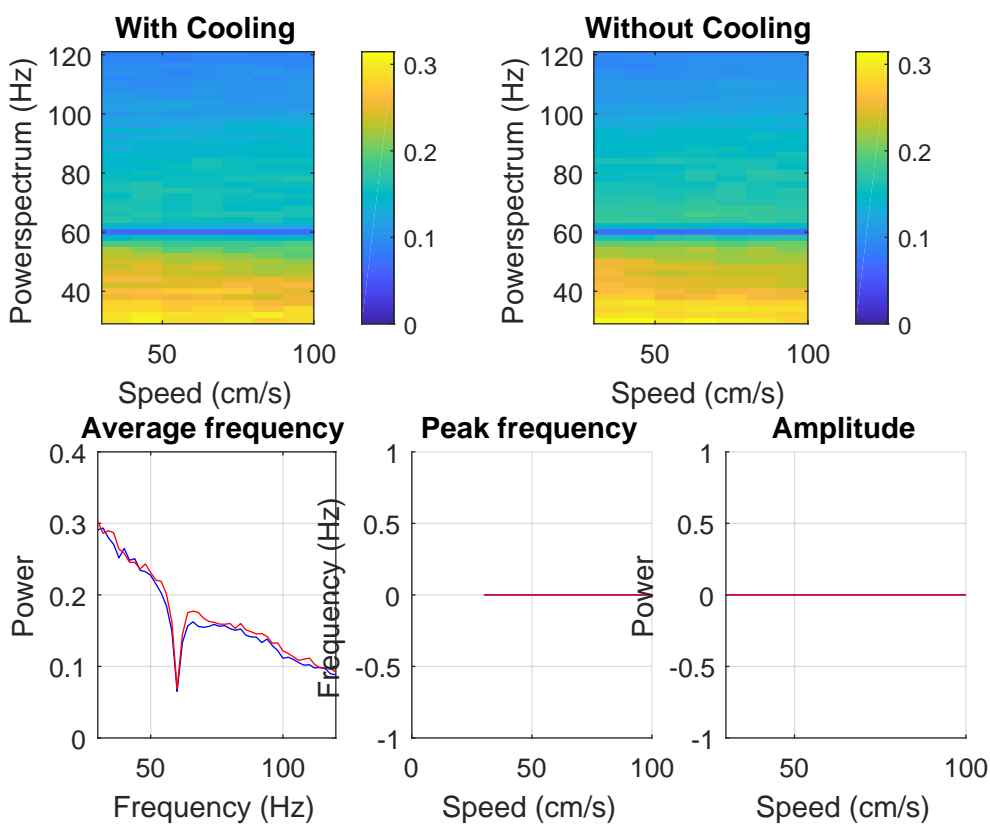 With Cooling
Powerspectrum (Hz)
120
100
80
60
40
50
100
Speed (cm/s)
0.3
0.2
0.1
0
Without Cooling
Powerspectrum (Hz)
120
100
80
60
40
50
100
Speed (cm/s)
0.3
0.2
0.1
0
Average frequency
Power
0.4
0.3
0.2
0.1
0
50
100
Frequency (Hz)
Peak frequency
Frequency (Hz)
1
0.5
0
-0.5
-1
0
50
100
Speed (cm/s)
Amplitude
Power
1
0.5
0
-0.5
-1
50
100
Speed (cm/s)